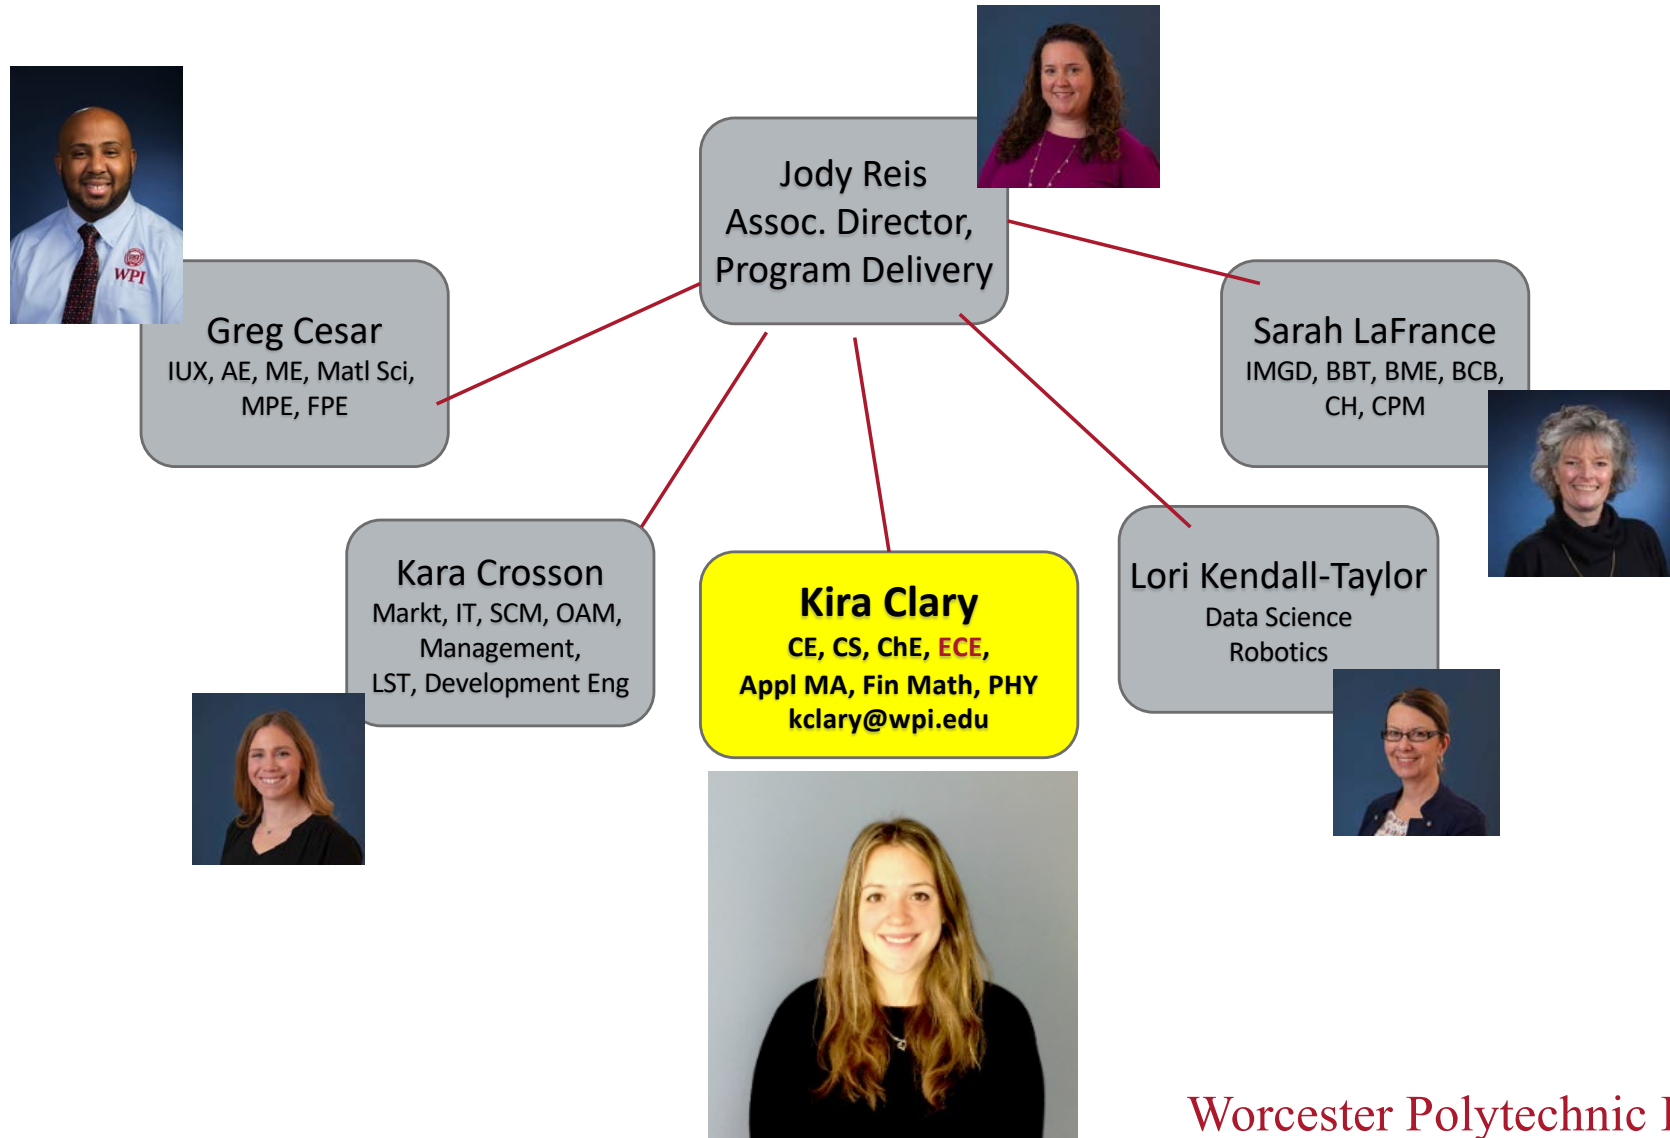 Jody Reis
Assoc. Director,
Program Delivery
WPI
Greg Cesar
IUX, AE, ME, Matl Sci,
MPE, FPE
Sarah LaFrance
IMGD, BBT, BME, BCB,
CH, CPM
Kara Crosson
Markt, IT, SCM, OAM,
Management,
LST, Development Eng
Kira Clary
CE, CS, ChE, ECE,
Appl MA, Fin Math, PHY
kclary@wpi.edu
Lori Kendall-Taylor
Data Science
Robotics
Worcester Polytechnic